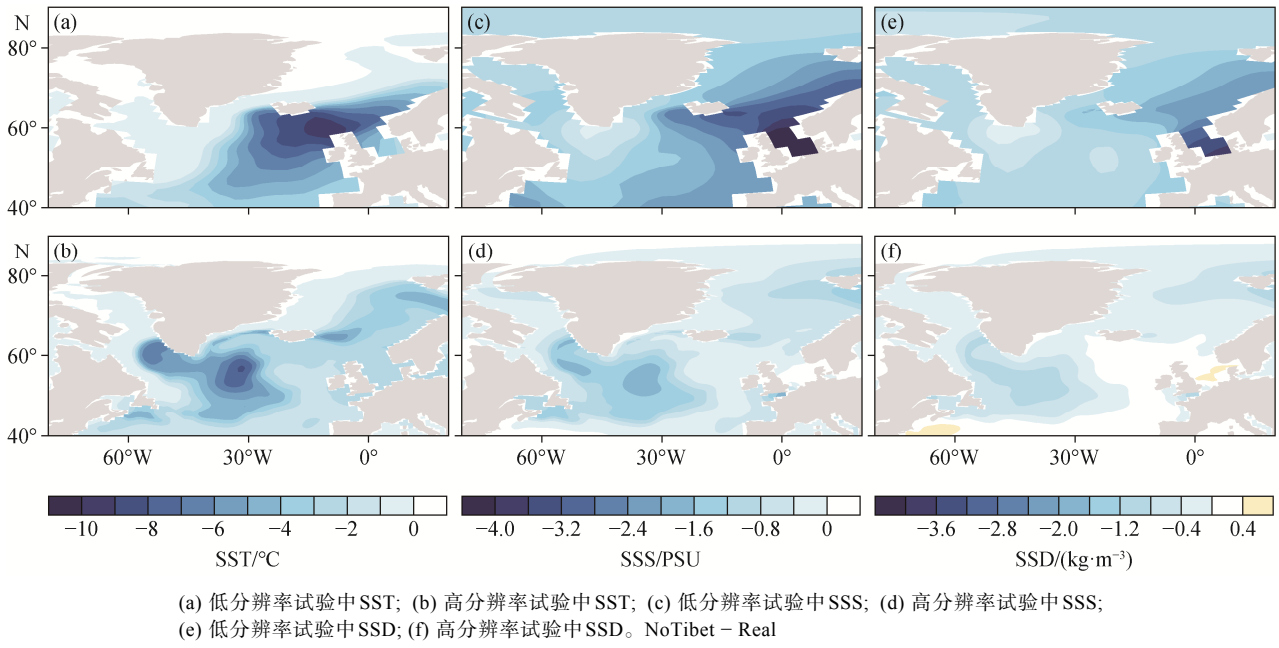 N (a) (c) (e)
80°
60°
40°
N (b) (d) (f)
80°
60°
40°
60°W 30°W 0° 60°W 30°W 0° 60°W 30°W 0°
−10 −8 −6 −4 −2 0 −4.0 −3.2 −2.4 −1.6 −0.8 0 −3.6 −2.8 −2.0 −1.2 −0.4 0.4
SST/℃ SSS/PSU SSD/(kg·m⁻³)
(a) 低分辨率试验中SST; (b) 高分辨率试验中SST; (c) 低分辨率试验中SSS; (d) 高分辨率试验中SSS;
(e) 低分辨率试验中SSD; (f) 高分辨率试验中SSD。NoTibet − Real